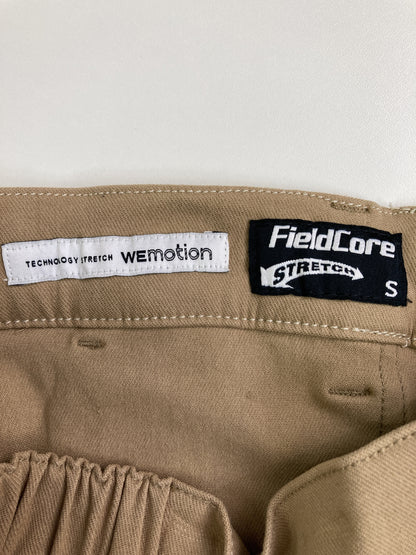 TECHNOLOGY STRETCH WEmotion
FieldCore
STRETCH
S